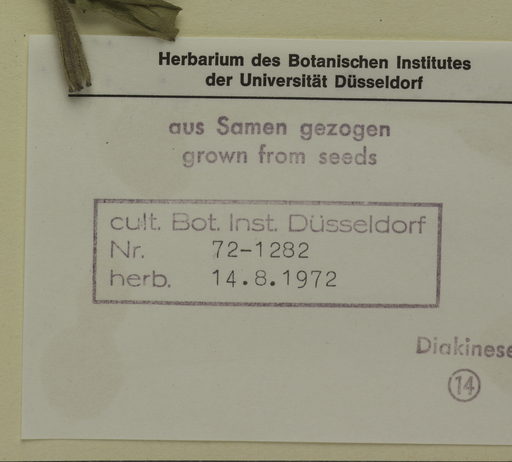 Herbarium des Botanischen Institutes
der Universität Düsseldorf
aus Samen gezogen
grown from seeds
cult. Bot. Inst. Düsseldorf
Nr. 72-1282
herb. 14.8.1972
Diakinese
14